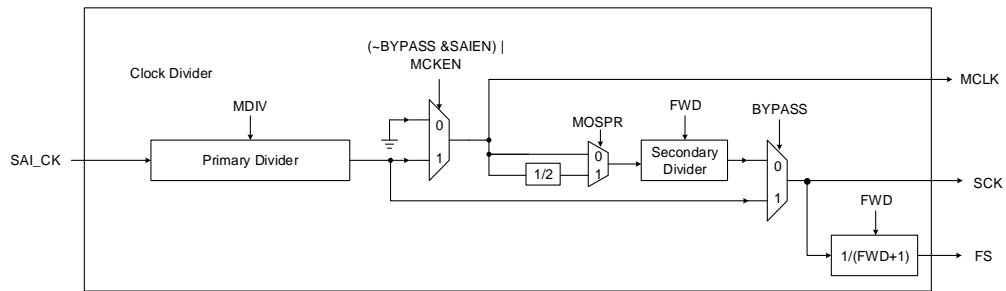 (~BYPASS &SAIEN) |
MCKEN
Clock Divider
MCLK
MDIV
FWD
BYPASS
MOSPR
0
1
SAI_CK
Primary Divider
0
1
1/2
Secondary
Divider
0
1
SCK
FWD
1/(FWD+1)
FS